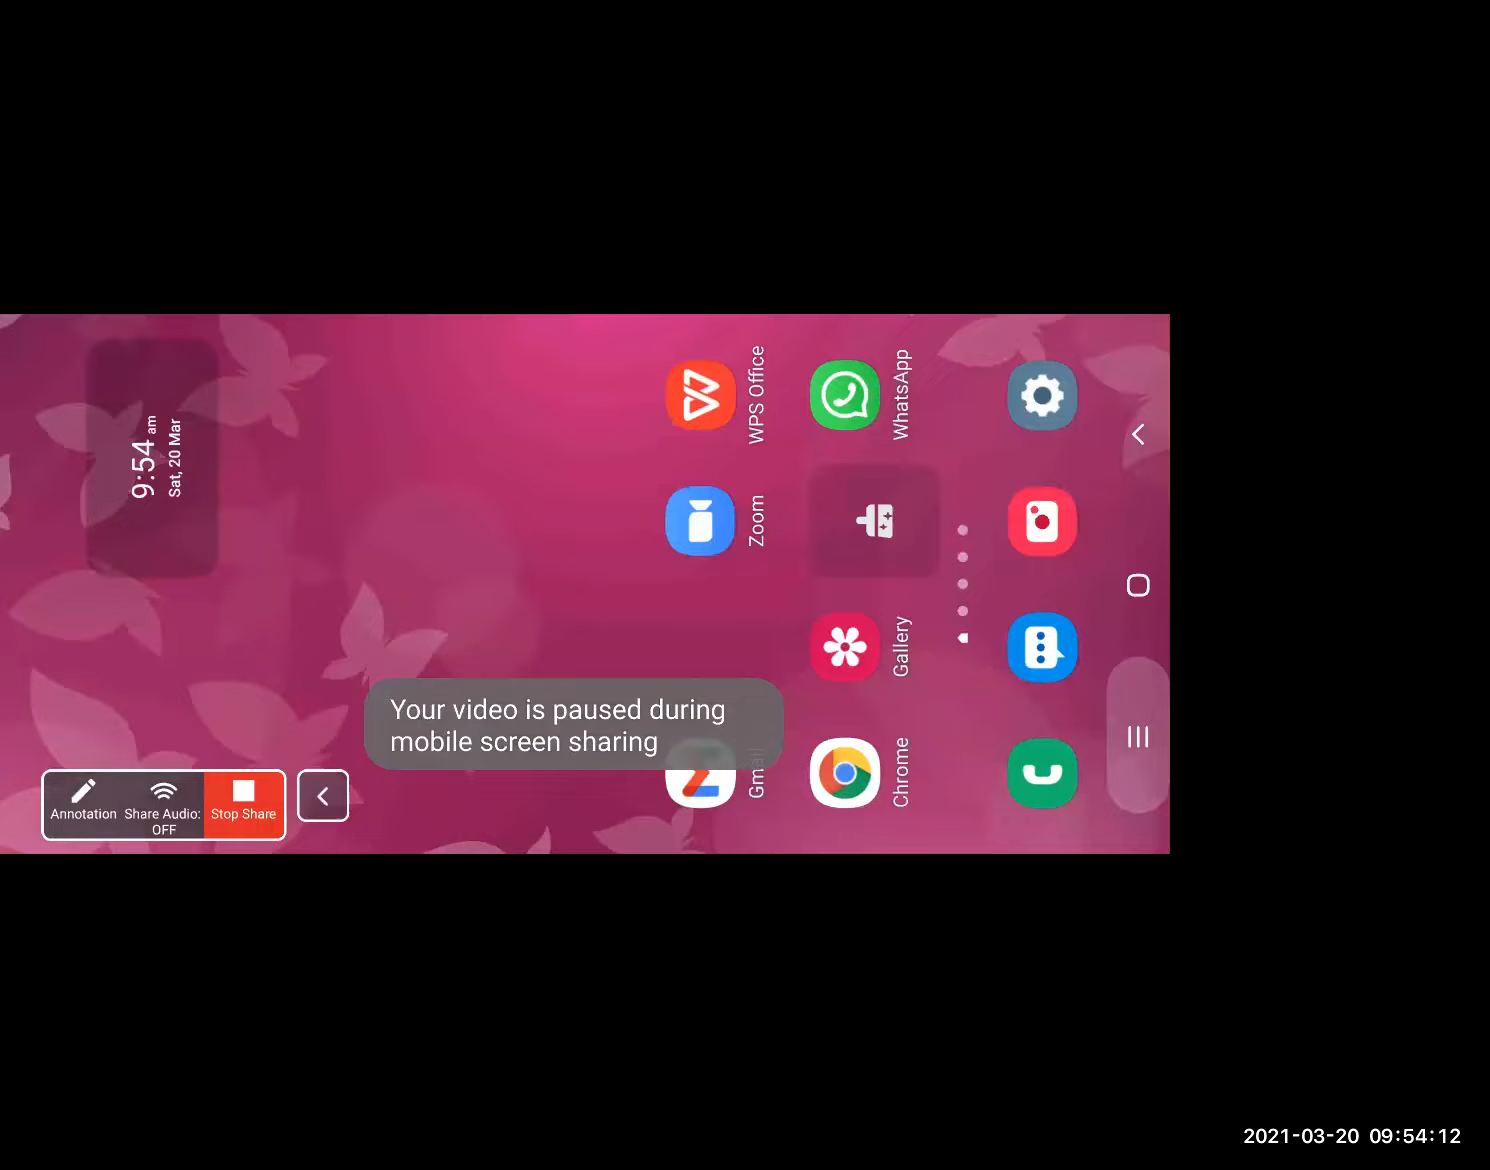 9:54 am
Sat, 20 Mar
WPS Office
WhatsApp
Zoom
Gallery
Your video is paused during
mobile screen sharing
Gmail
Chrome
Annotation
Share Audio:
OFF
Stop Share
2021-03-20 09:54:12